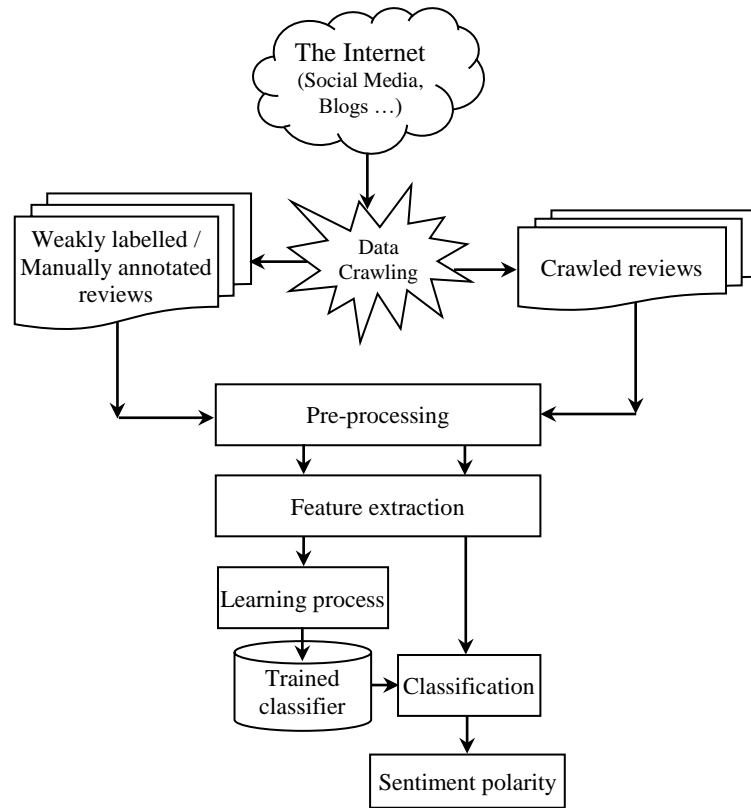 The Internet
(Social Media,
Blogs …)
Data
Crawling
Weakly labelled /
Manually annotated
reviews
Crawled reviews
Pre-processing
Feature extraction
Learning process
Trained
classifier
Classification
Sentiment polarity